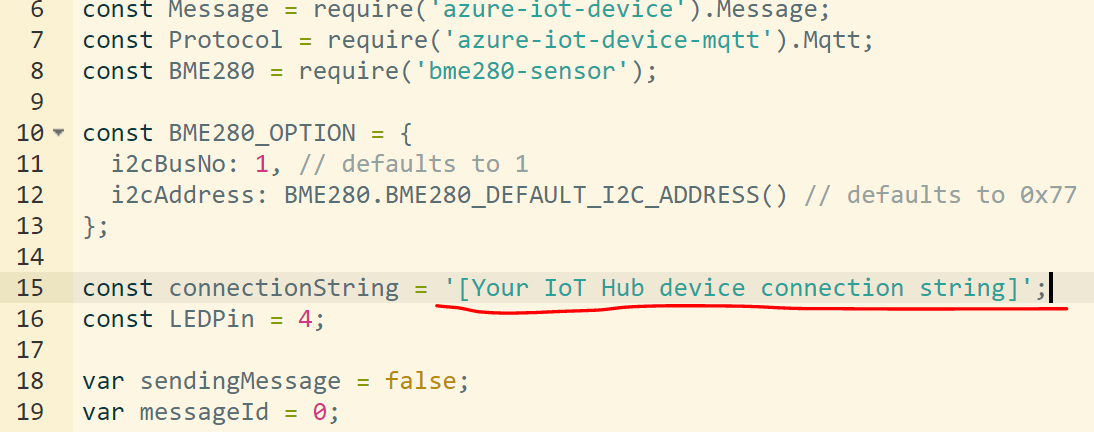 6 const Message = require('azure-iot-device').Message;
7 const Protocol = require('azure-iot-device-mqtt').Mqtt;
8 const BME280 = require('bme280-sensor');
9
10 const BME280_OPTION = {
11   i2cBusNo: 1, // defaults to 1
12   i2cAddress: BME280.BME280_DEFAULT_I2C_ADDRESS() // defaults to 0x77
13 };
14
15 const connectionString = '[Your IoT Hub device connection string]';
16 const LEDPin = 4;
17
18 var sendingMessage = false;
19 var messageId = 0;